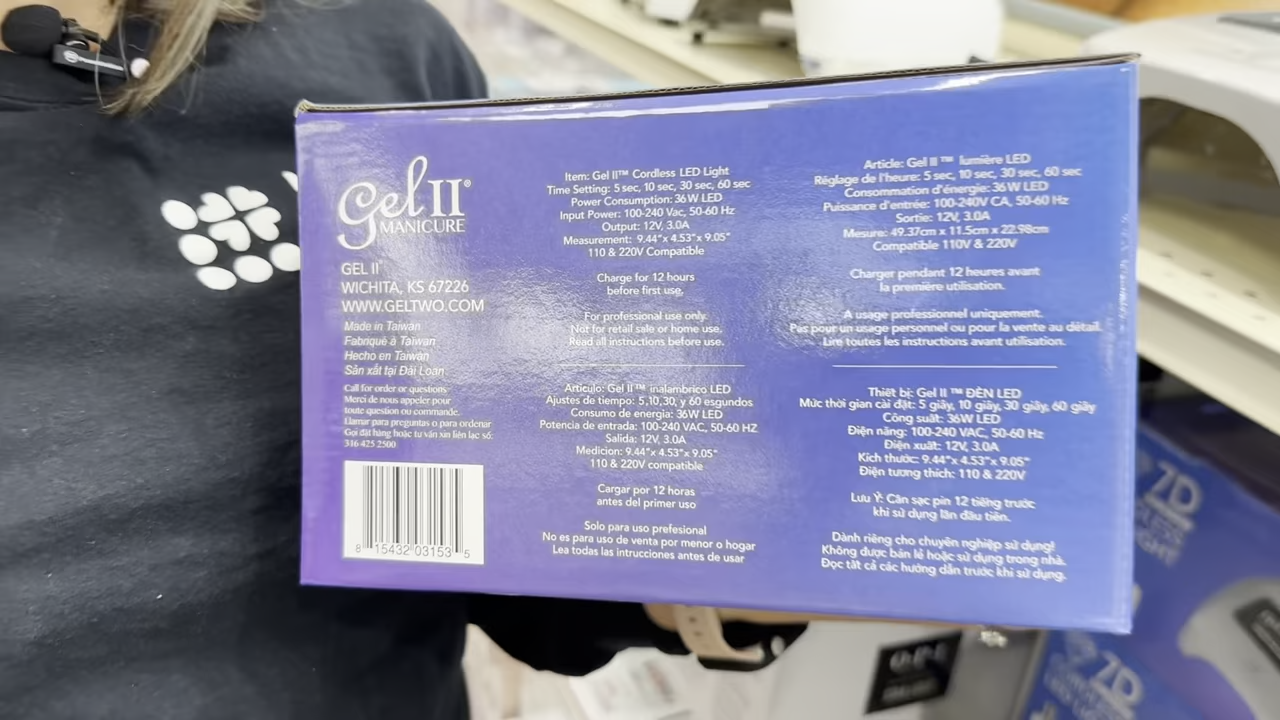 Gel II®
MANICURE
GEL II®
WICHITA, KS 67226
WWW.GELTWO.COM
Made in Taiwan
Fabriqué à Taïwan
Hecho en Taiwán
Sản xất tại Đài Loan
Call for order or questions
Merci de nous appeler pour
toute question ou commande.
Llamar para preguntas o para ordenar
Gọi đặt hàng hoặc tư vấn xin liên lạc số:
316 425 2500
8 15432 03153 5
Item: Gel II™ Cordless LED Light
Time Setting: 5 sec, 10 sec, 30 sec, 60 sec
Power Consumption: 36W LED
Input Power: 100-240 Vac, 50-60 Hz
Output: 12V, 3.0A
Measurement: 9.44"x 4.53"x 9.05"
110 & 220V Compatible
Charge for 12 hours
before first use.
For professional use only.
Not for retail sale or home use.
Read all instructions before use.
Articulo: Gel II™ inalambrico LED
Ajustes de tiempo: 5,10,30, y 60 esgundos
Consumo de energia: 36W LED
Potencia de entrada: 100-240 VAC, 50-60 HZ
Salida: 12V, 3.0A
Medicion: 9.44"x 4.53"x 9.05"
110 & 220V compatible
Cargar por 12 horas
antes del primer uso
Solo para uso prefesional
No es para uso de venta por menor o hogar
Lea todas las intrucciones antes de usar
Article: Gel II ™ lumière LED
Réglage de l'heure: 5 sec, 10 sec, 30 sec, 60 sec
Consommation d'énergie: 36W LED
Puissance d'entrée: 100-240V CA, 50-60 Hz
Sortie: 12V, 3.0A
Mesure: 49.37cm x 11.5cm x 22.98cm
Compatible 110V & 220V
Charger pendant 12 heures avant
la première utilisation.
A usage professionel uniquement.
Pas pour un usage personnel ou pour la vente au détail.
Lire toutes les instructions avant utilisation.
Thiết bị: Gel II ™ ĐÈN LED
Mức thời gian cài đặt: 5 giây, 10 giây, 30 giây, 60 giây
Công suất: 36W LED
Điện năng: 100-240 VAC, 50-60 Hz
Điện xuất: 12V, 3.0A
Kích thước: 9.44"x 4.53"x 9.05"
Điện tương thích: 110 & 220V
Lưu Ý: Cần sạc pin 12 tiếng trước
khi sử dụng lần đầu tiên.
Dành riêng cho chuyên nghiệp sử dụng!
Không được bán lẻ hoặc sử dụng trong nhà.
Đọc tất cả các hướng dẫn trước khi sử dụng.
O·P·I
7D
7D